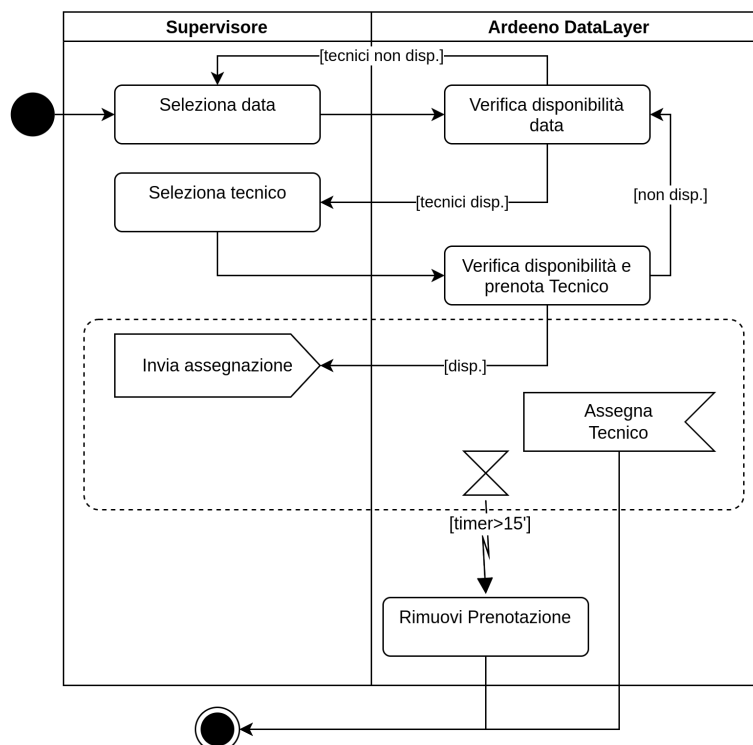 Supervisore
Ardeeno DataLayer
[tecnici non disp.]
Seleziona data
Verifica disponibilità
data
Seleziona tecnico
[tecnici disp.]
[non disp.]
Verifica disponibilità e
prenota Tecnico
Invia assegnazione
[disp.]
Assegna
Tecnico
[timer>15']
Rimuovi Prenotazione